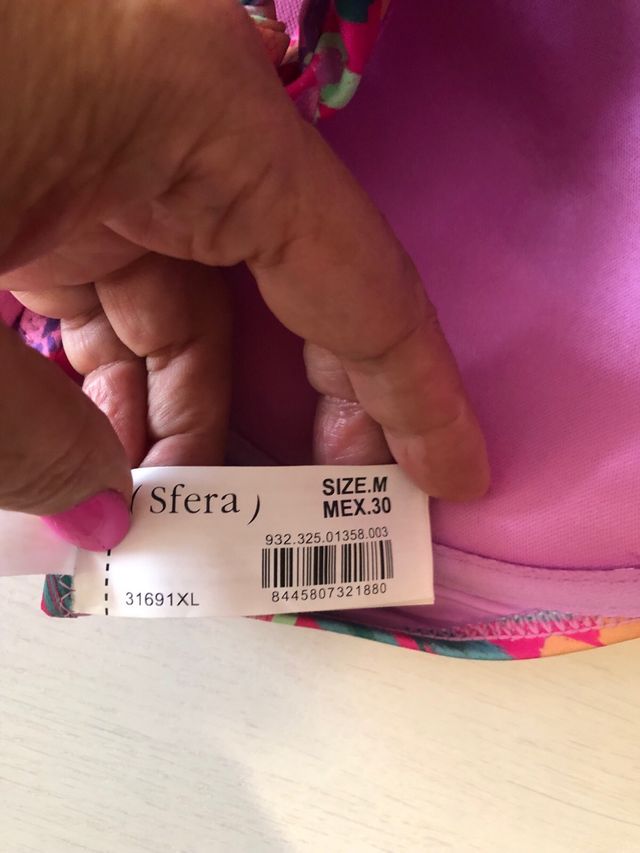 (Sfera)
SIZE.M
MEX.30
932.325.01358.003
8445807321880
31691XL